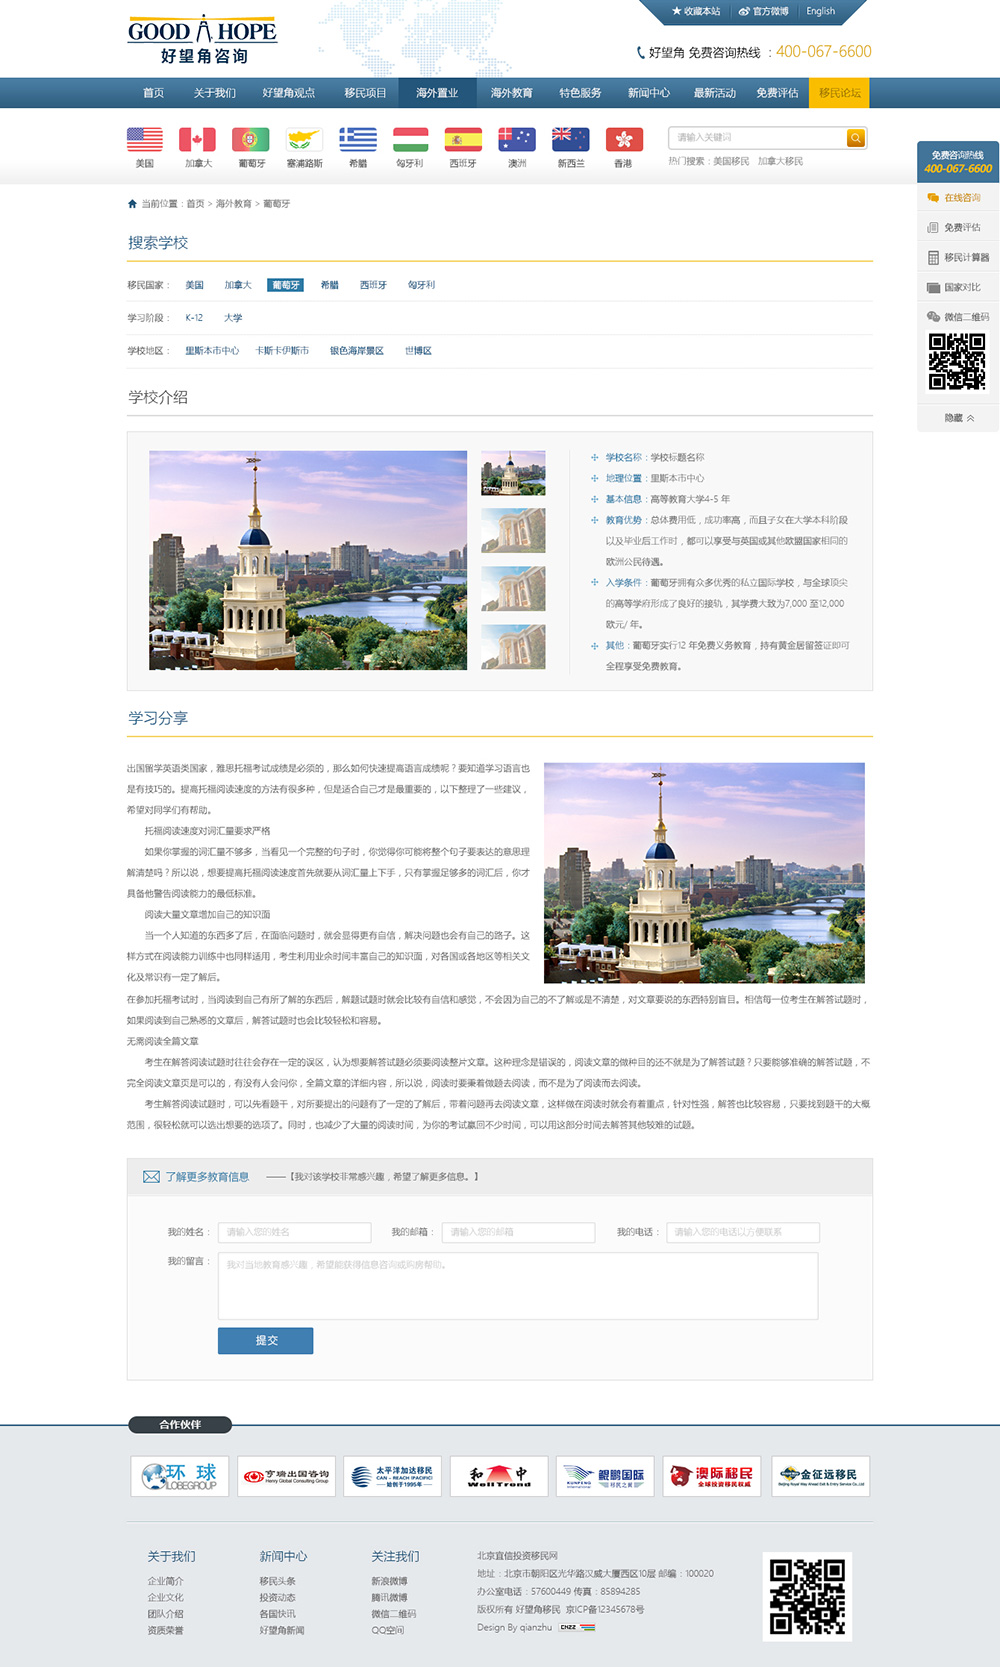 GOOD HOPE
好望角咨询
收藏本站 官方微博 English
好望角 免费咨询热线 ：400-067-6600
首页 关于我们 好望角观点 移民项目 海外置业 海外教育 特色服务 新闻中心 最新活动 免费评估 移民论坛
美国 加拿大 葡萄牙 塞浦路斯 希腊 匈牙利 西班牙 澳洲 新西兰 香港
请输入关键词
热门搜索：美国移民 加拿大移民
免费咨询热线
400-067-6600
在线咨询
免费评估
移民计算器
国家对比
微信二维码
隐藏
当前位置：首页 > 海外教育 > 葡萄牙
搜索学校
移民国家： 美国 加拿大 葡萄牙 希腊 西班牙 匈牙利
学习阶段： K-12 大学
学校地区： 里斯本市中心 卡斯卡伊斯市 银色海岸景区 世博区
学校介绍
学校名称：学校标题名称
地理位置：里斯本市中心
基本信息：高等教育大学4-5 年
教育优势：总体费用低，成功率高，而且子女在大学本科阶段
以及毕业后工作时，都可以享受与英国或其他欧盟国家相同的
欧洲公民待遇。
入学条件：葡萄牙拥有众多优秀的私立国际学校，与全球顶尖
的高等学府形成了良好的接轨，其学费大致为7,000 至12,000
欧元/ 年。
其他：葡萄牙实行12 年免费义务教育，持有黄金居留签证即可
全程享受免费教育。
学习分享
出国留学英语类国家，雅思托福考试成绩是必须的，那么如何快速提高语言成绩呢？要知道学习语言也
是有技巧的。提高托福阅读速度的方法有很多种，但是适合自己才是最重要的，以下整理了一些建议，
希望对同学们有帮助。
托福阅读速度对词汇量要求严格
如果你掌握的词汇量不够多，当看见一个完整的句子时，你觉得你可能将整个句子要表达的意思理
解清楚吗？所以说，想要提高托福阅读速度首先就要从词汇量上下手，只有掌握足够多的词汇后，你才
具备他警告阅读能力的最低标准。
阅读大量文章增加自己的知识面
当一个人知道的东西多了后，在面临问题时，就会显得更有自信，解决问题也会有自己的路子。这
样方式在阅读能力训练中也同样适用，考生利用业余时间丰富自己的知识面，对各国或各地区等相关文
化及常识有一定了解后。
在参加托福考试时，当阅读到自己有所了解的东西后，解题试题时就会比较有自信和感觉，不会因为自己的不了解或是不清楚，对文章要说的东西特别盲目。相信每一位考生在解答试题时，
如果阅读到自己熟悉的文章后，解答试题时也会比较轻松和容易。
无需阅读全篇文章
考生在解答阅读试题时往往会存在一定的误区，认为想要解答试题必须要阅读整片文章。这种理念是错误的，阅读文章的做种目的还不就是为了解答试题？只要能够准确的解答试题，不
完全阅读文章页是可以的，有没有人会问你，全篇文章的详细内容，所以说，阅读时要秉着做题去阅读，而不是为了阅读而去阅读。
考生解答阅读试题时，可以先看题干，对所要提出的问题有了一定的了解后，带着问题再去阅读文章，这样做在阅读时就会有着重点，针对性强，解答也比较容易，只要找到题干的大概
范围，很轻松就可以选出想要的选项了。同时，也减少了大量的阅读时间，为你的考试赢回不少时间，可以用这部分时间去解答其他较难的试题。
了解更多教育信息 ——【我对该学校非常感兴趣，希望了解更多信息。】
我的姓名： 请输入您的姓名 我的邮箱： 请输入您的邮箱 我的电话： 请输入您的电话以方便联系
我的留言： 我对当地教育感兴趣，希望能获得信息咨询或购房帮助。
提交
合作伙伴
环球 GLOBEGROUP
亨瑞出国咨询 Henry Global Consulting Group
太平洋加达移民 CAN－REACH (PACIFIC) —始创于1995年—
和中 WellTrend
鲲鹏国际 KUNPENG International 移民之家
澳际移民 全球投资移民权威
金征远移民
关于我们 新闻中心 关注我们
企业简介 移民头条 新浪微博
企业文化 投资动态 腾讯微博
团队介绍 各国快讯 微信二维码
资质荣誉 好望角新闻 QQ空间
北京宜信投资移民网
地址：北京市朝阳区光华路汉威大厦西区10层 邮编：100020
办公室电话：57600449 传真：85894285
版权所有 好望角移民 京ICP备12345678号
Design By qianzhu CNZZ